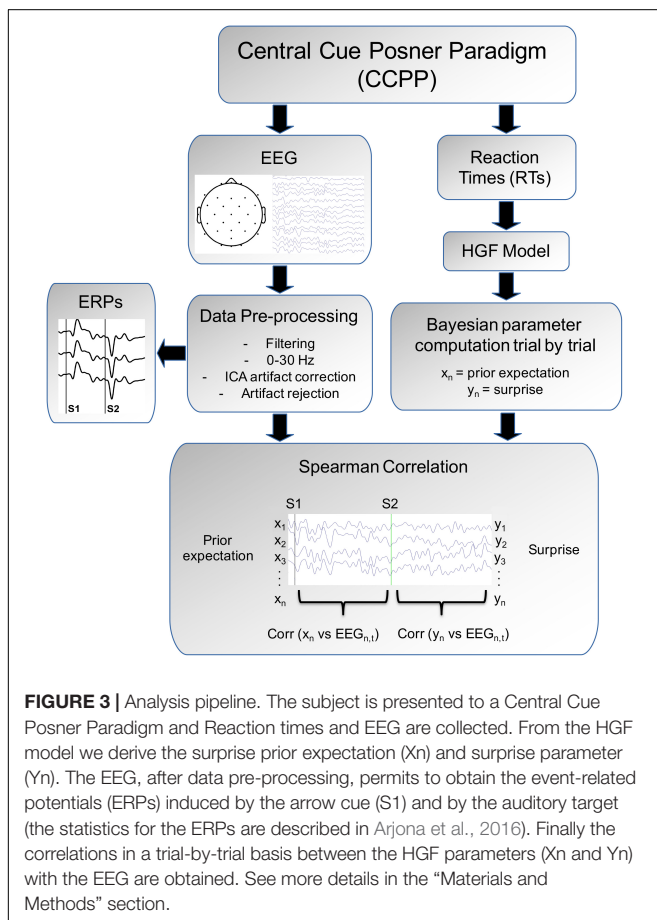 Central Cue Posner Paradigm
(CCPP)
EEG
Reaction
Times (RTs)
HGF Model
ERPs
S1 S2
Data Pre-processing
- Filtering
- 0-30 Hz
- ICA artifact correction
- Artifact rejection
Bayesian parameter
computation trial by trial
xn = prior expectation
yn = surprise
Spearman Correlation
S1 S2
Prior
expectation
x1
x2
x3
⋮
xn
y1
y2
y3
⋮
yn
Surprise
Corr (xn vs EEGn,t) Corr (yn vs EEGn,t)
FIGURE 3 | Analysis pipeline. The subject is presented to a Central Cue
Posner Paradigm and Reaction times and EEG are collected. From the HGF
model we derive the surprise prior expectation (Xn) and surprise parameter
(Yn). The EEG, after data pre-processing, permits to obtain the event-related
potentials (ERPs) induced by the arrow cue (S1) and by the auditory target
(the statistics for the ERPs are described in Arjona et al., 2016). Finally the
correlations in a trial-by-trial basis between the HGF parameters (Xn and Yn)
with the EEG are obtained. See more details in the “Materials and
Methods” section.